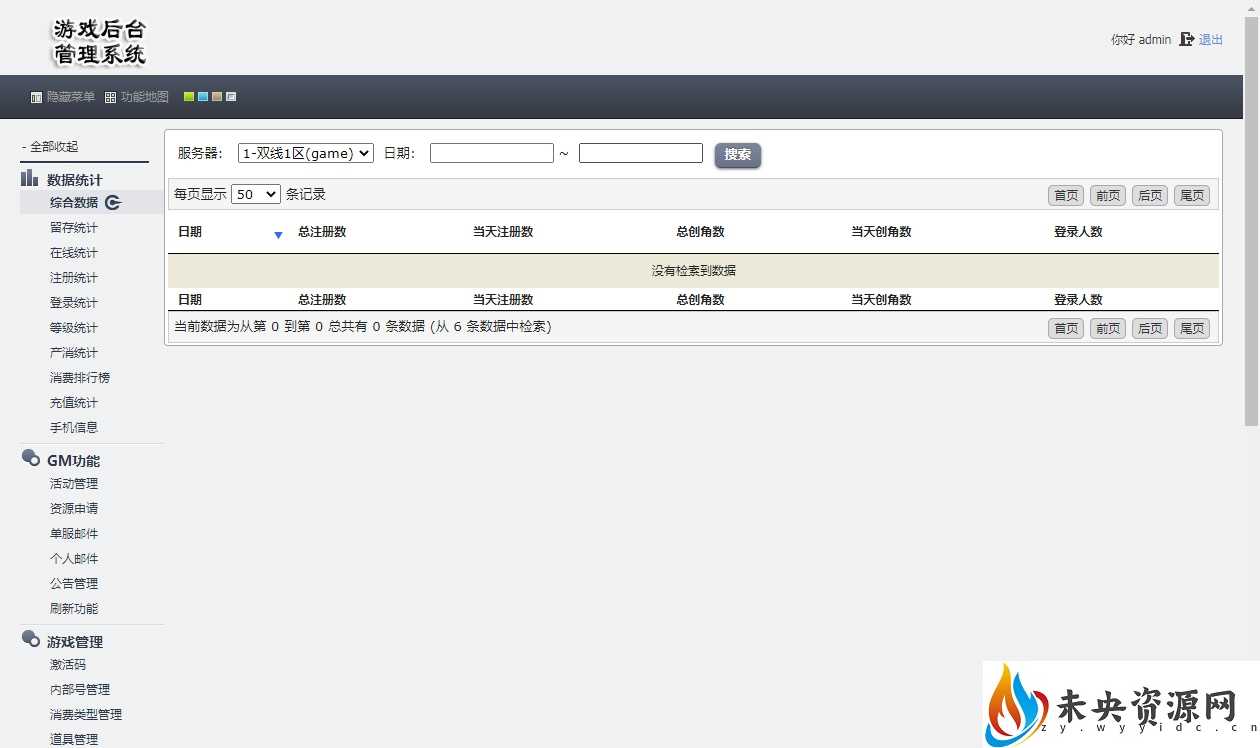 游戏后台
管理系统
你好 admin 退出
隐藏菜单 功能地图
- 全部收起
数据统计
综合数据
留存统计
在线统计
注册统计
登录统计
等级统计
产消统计
消费排行榜
充值统计
手机信息
GM功能
活动管理
资源申请
单服邮件
个人邮件
公告管理
刷新功能
游戏管理
激活码
内部号管理
消费类型管理
道具管理
服务器: 1-双线1区(game) 日期: ~ 搜索
每页显示 50 条记录 首页 前页 后页 尾页
日期 总注册数 当天注册数 总创角数 当天创角数 登录人数
没有检索到数据
日期 总注册数 当天注册数 总创角数 当天创角数 登录人数
当前数据为从第 0 到第 0 总共有 0 条数据 (从 6 条数据中检索) 首页 前页 后页 尾页
未央资源网
zy.wyyidc.cn